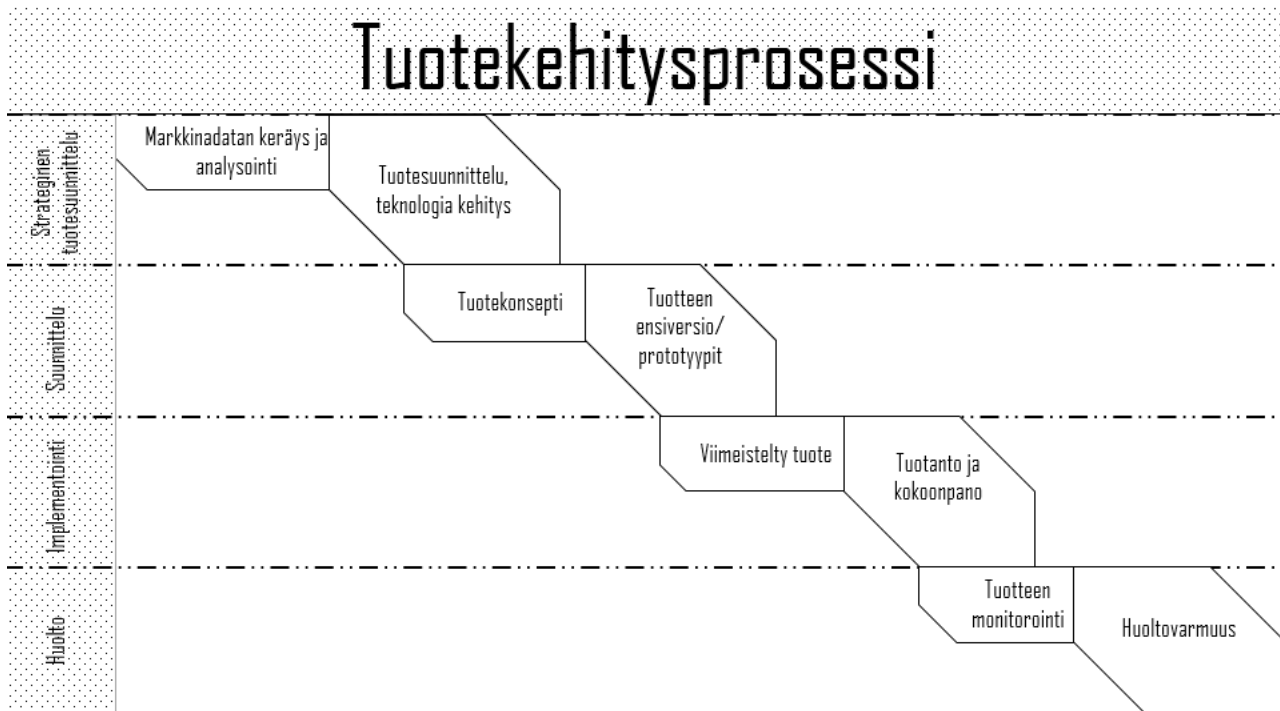 Tuotekehitysprosessi
Strateginen
tuotesuunnittelu
Markkinadatan keräys ja
analysointi
Tuotesuunnittelu,
teknologia kehitys
Suunnittelu
Tuotekonsepti
Tuotteen
ensiversio/
prototyypit
Implementointi
Viimeistelty tuote
Tuotanto ja
kokoonpano
Huolto
Tuotteen
monitorointi
Huoltovarmuus